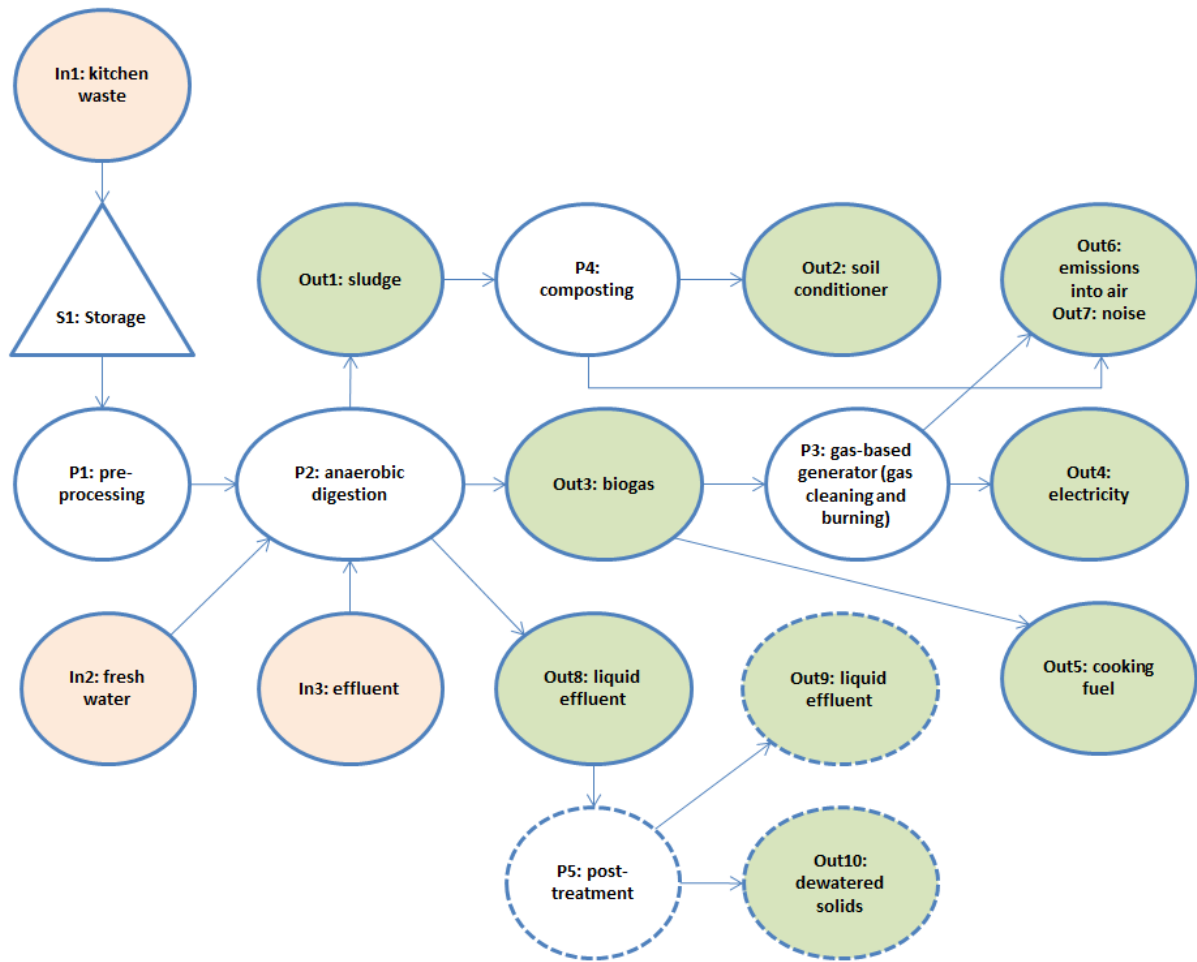 In1: kitchen
waste
S1: Storage
Out1: sludge
P4:
composting
Out2: soil
conditioner
Out6:
emissions
into air
Out7: noise
P1: pre-
processing
P2: anaerobic
digestion
Out3: biogas
P3: gas-based
generator (gas
cleaning and
burning)
Out4:
electricity
In2: fresh
water
In3: effluent
Out8: liquid
effluent
Out9: liquid
effluent
Out5: cooking
fuel
P5: post-
treatment
Out10:
dewatered
solids